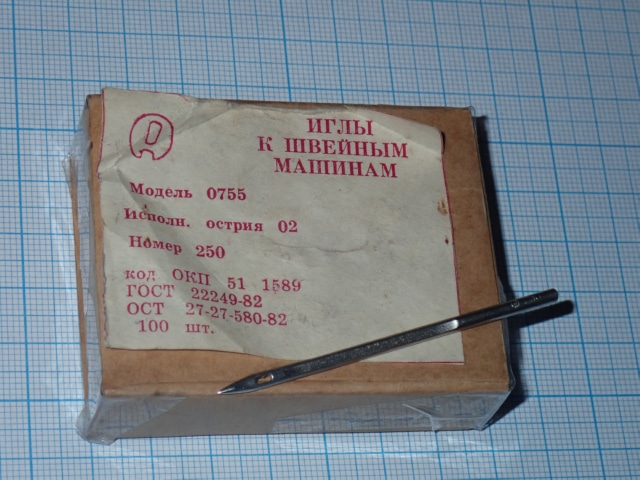 ИГЛЫ
К ШВЕЙНЫМ
МАШИНАМ
Модель 0755
Исполн. острия 02
Номер 250
код ОКП 51 1589
ГОСТ 22249-82
ОСТ 27-27-580-82
100 шт.